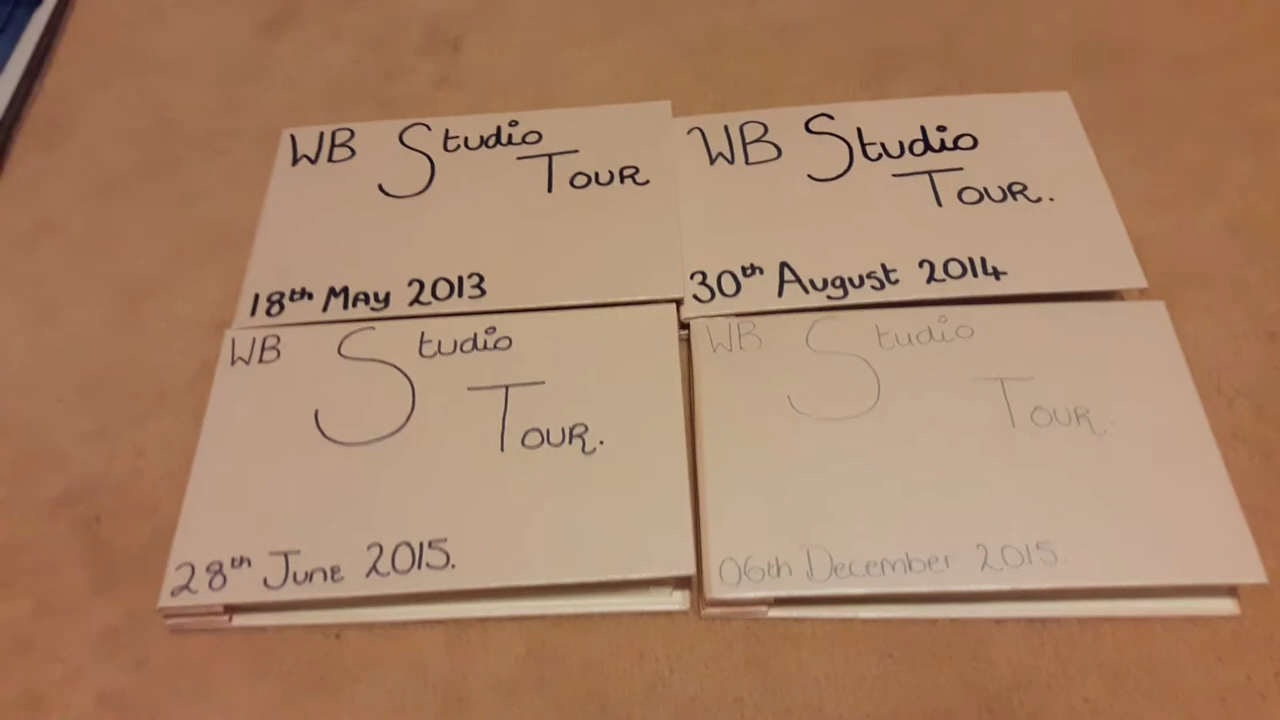 WB Studio
Tour
18th May 2013
WB Studio
Tour.
30th August 2014
WB Studio
Tour.
28th June 2015.
WB Studio
Tour.
06th December 2015.